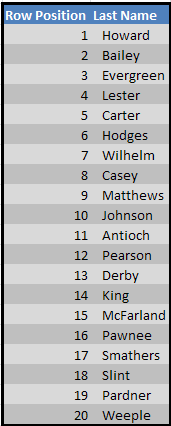 Row Position Last Name
1 Howard
2 Bailey
3 Evergreen
4 Lester
5 Carter
6 Hodges
7 Wilhelm
8 Casey
9 Matthews
10 Johnson
11 Antioch
12 Pearson
13 Derby
14 King
15 McFarland
16 Pawnee
17 Smathers
18 Slint
19 Pardner
20 Weeple